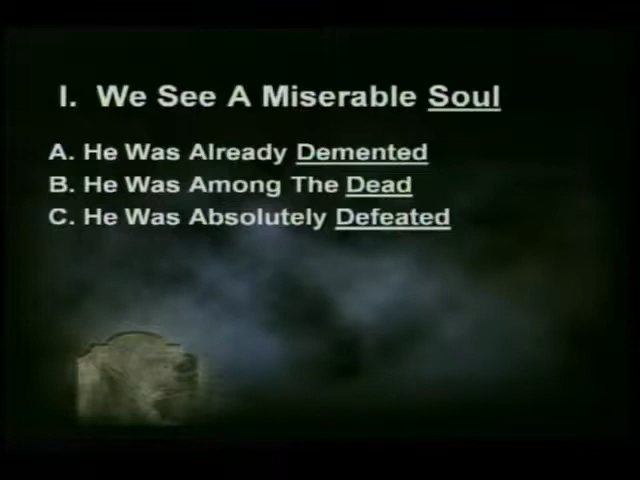 I. We See A Miserable Soul
A. He Was Already Demented
B. He Was Among The Dead
C. He Was Absolutely Defeated